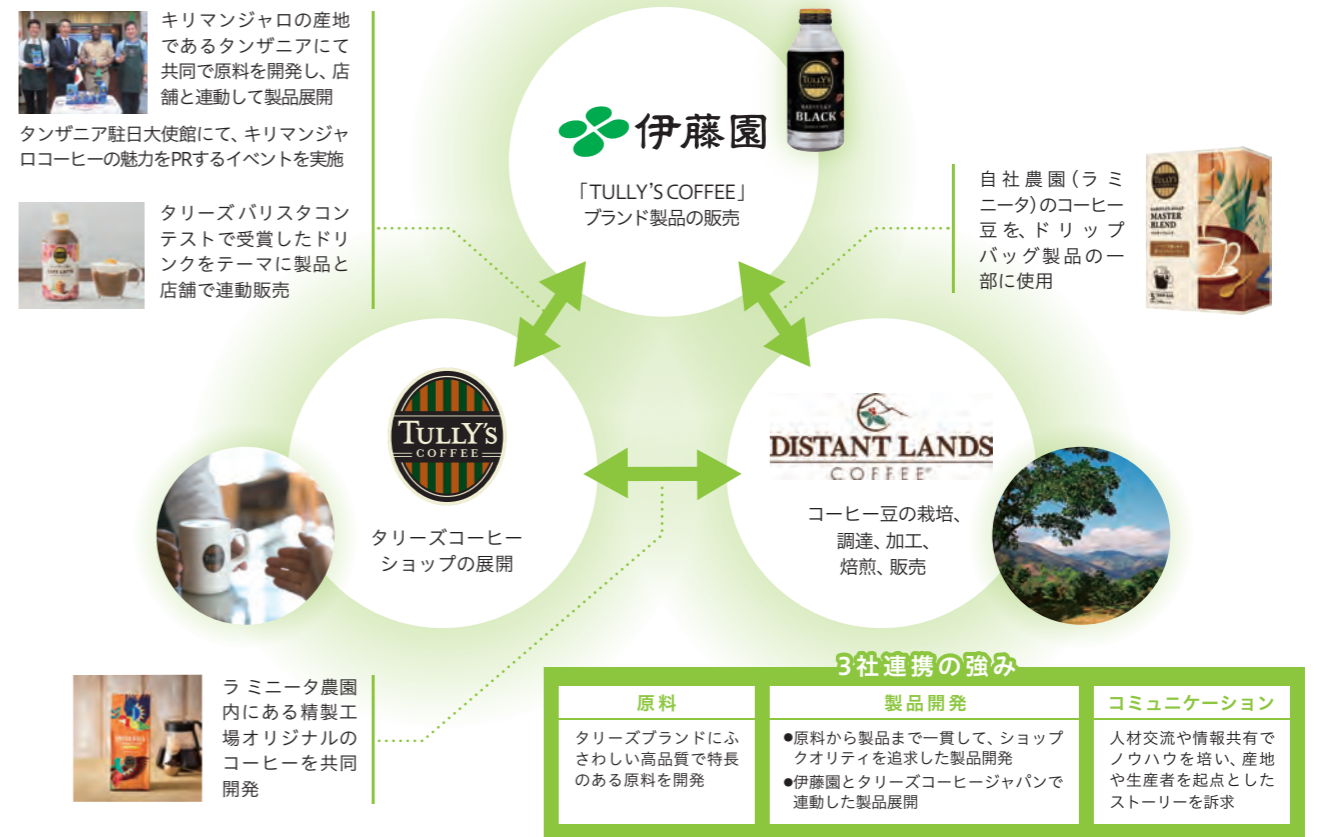 キリマンジャロの産地
であるタンザニアにて
共同で原料を開発し、店
舗と連動して製品展開
タンザニア駐日大使館にて、キリマンジャ
ロコーヒーの魅力をPRするイベントを実施
タリーズ バリスタコン
テストで受賞したドリ
ンクをテーマに製品と
店舗で連動販売
伊藤園
「TULLY'S COFFEE」
ブランド製品の販売
TULLY'S
BLACK
自社農園(ラ ミ
ニータ)のコーヒー
豆を、ドリップ
バッグ製品の一
部に使用
TULLY'S
MASTER
BLEND
TULLY'S
COFFEE
タリーズコーヒー
ショップの展開
DISTANT LANDS
COFFEE
コーヒー豆の栽培、
調達、加工、
焙煎、販売
ラ ミニータ農園
内にある精製工
場オリジナルの
コーヒーを共同
開発
3社連携の強み
原料
タリーズブランドにふ
さわしい高品質で特長
のある原料を開発
製品開発
●原料から製品まで一貫して、ショップ
クオリティを追求した製品開発
●伊藤園とタリーズコーヒージャパンで
連動した製品展開
コミュニケーション
人材交流や情報共有で
ノウハウを培い、産地
や生産者を起点とした
ストーリーを訴求